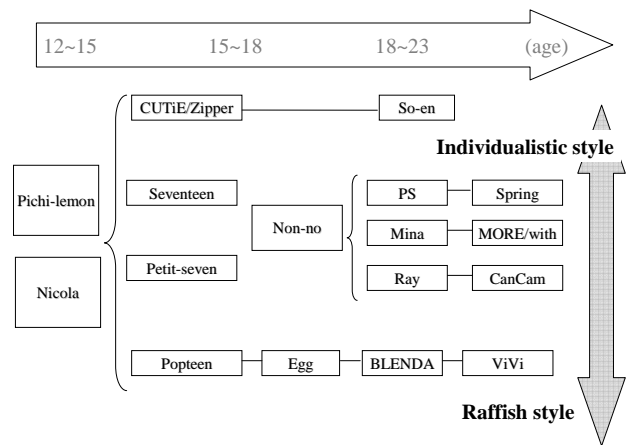 12~15 15~18 18~23 (age)
CUTiE/Zipper So-en
Individualistic style
Pichi-lemon Seventeen PS Spring
Non-no Mina MORE/with
Nicola Petit-seven Ray CanCam
Popteen Egg BLENDA ViVi
Raffish style